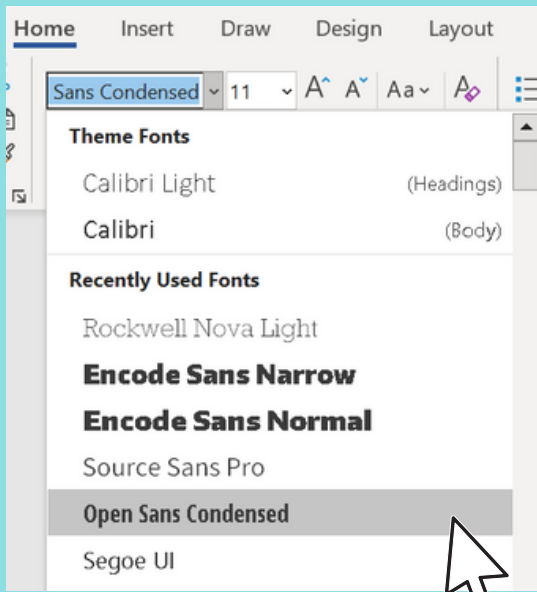 Home Insert Draw Design Layout
Sans Condensed 11 A A Aa A
Theme Fonts
Calibri Light (Headings)
Calibri (Body)
Recently Used Fonts
Rockwell Nova Light
Encode Sans Narrow
Encode Sans Normal
Source Sans Pro
Open Sans Condensed
Segoe UI